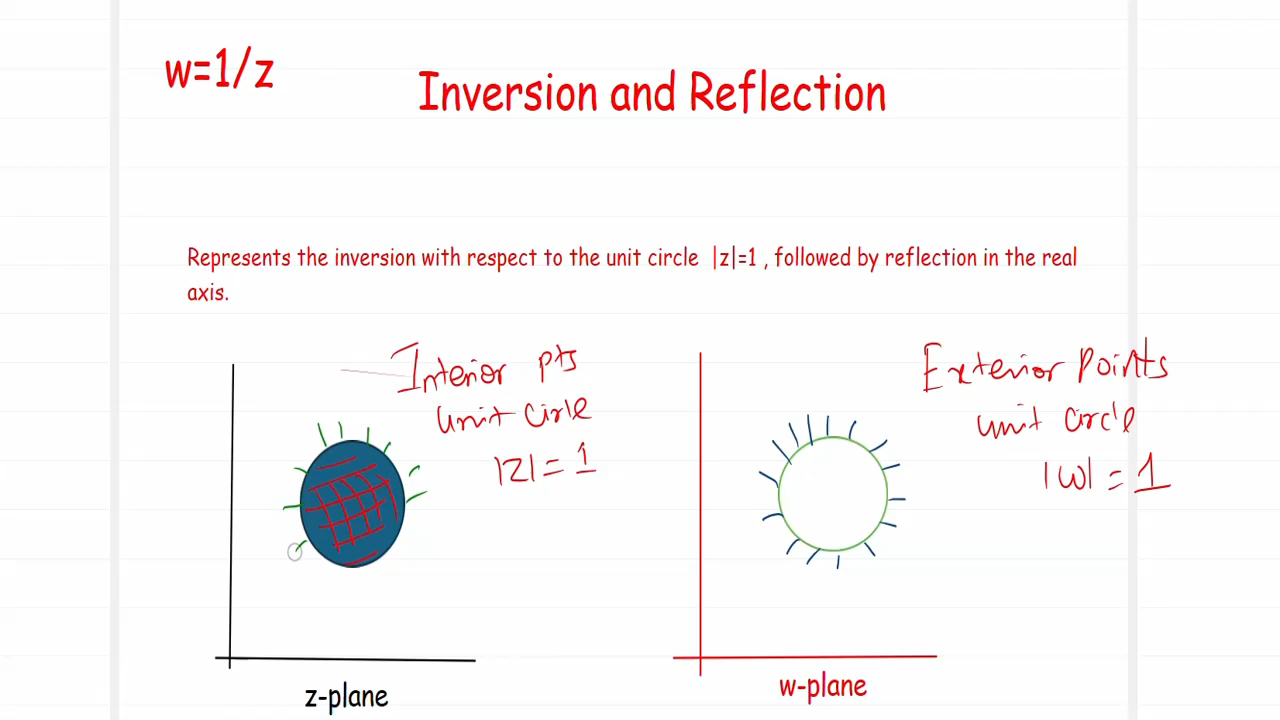 w=1/z
Inversion and Reflection
Represents the inversion with respect to the unit circle |z|=1 , followed by reflection in the real
axis.
Interior pts
unit cirle
|z| = 1
Exterior points
unit circle
|w| = 1
z-plane
w-plane